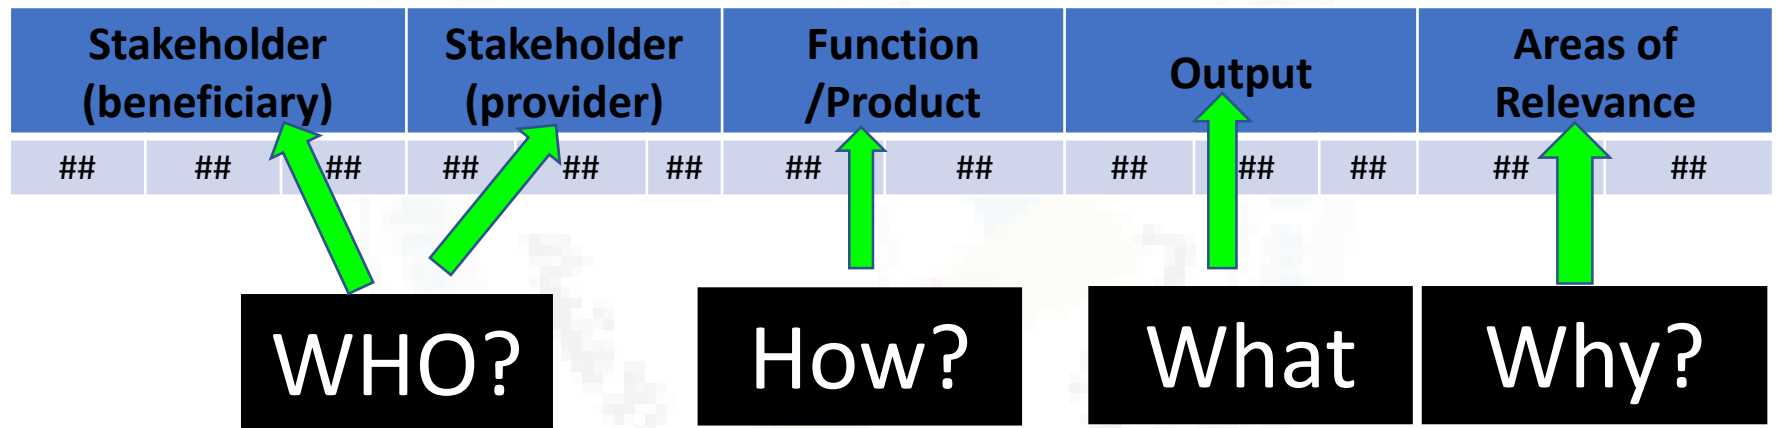 Stakeholder (beneficiary) Stakeholder (provider) Function /Product Output Areas of Relevance
## ## ## ## ## ## ## ## ## ## ## ## ##
WHO? How? What Why?